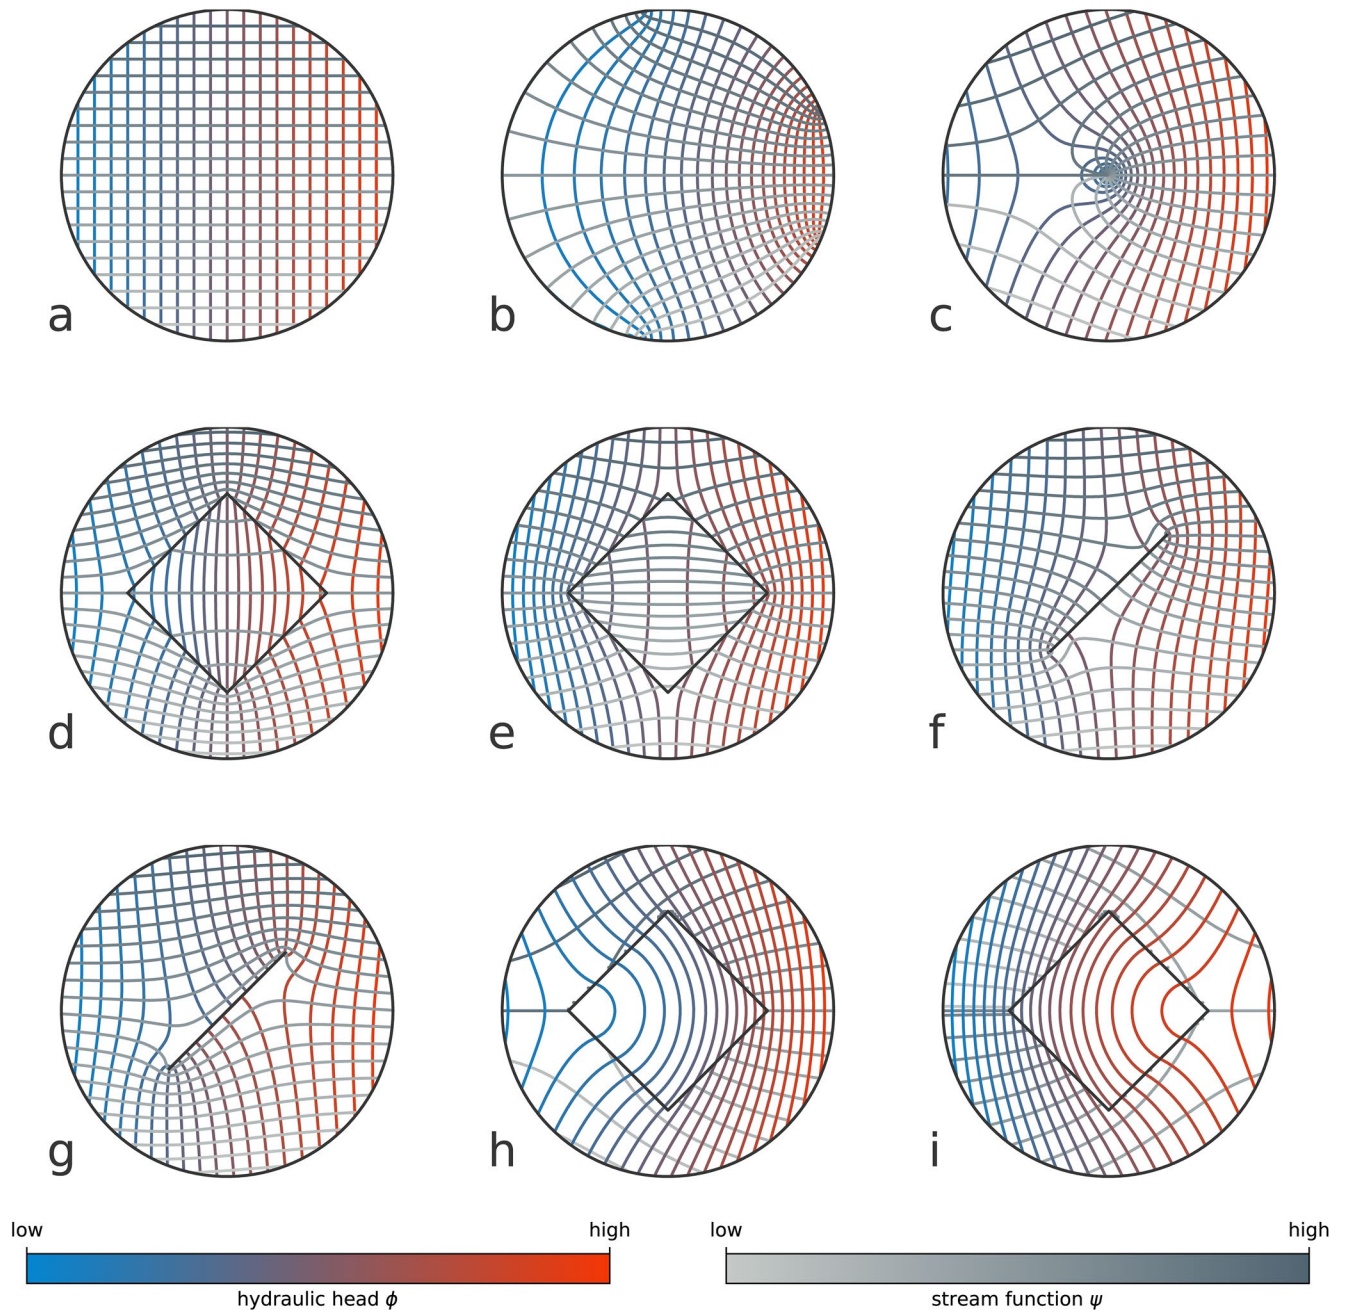 a
b
c
d
e
f
g
h
i
low high
low high
hydraulic head ϕ
stream function ψ